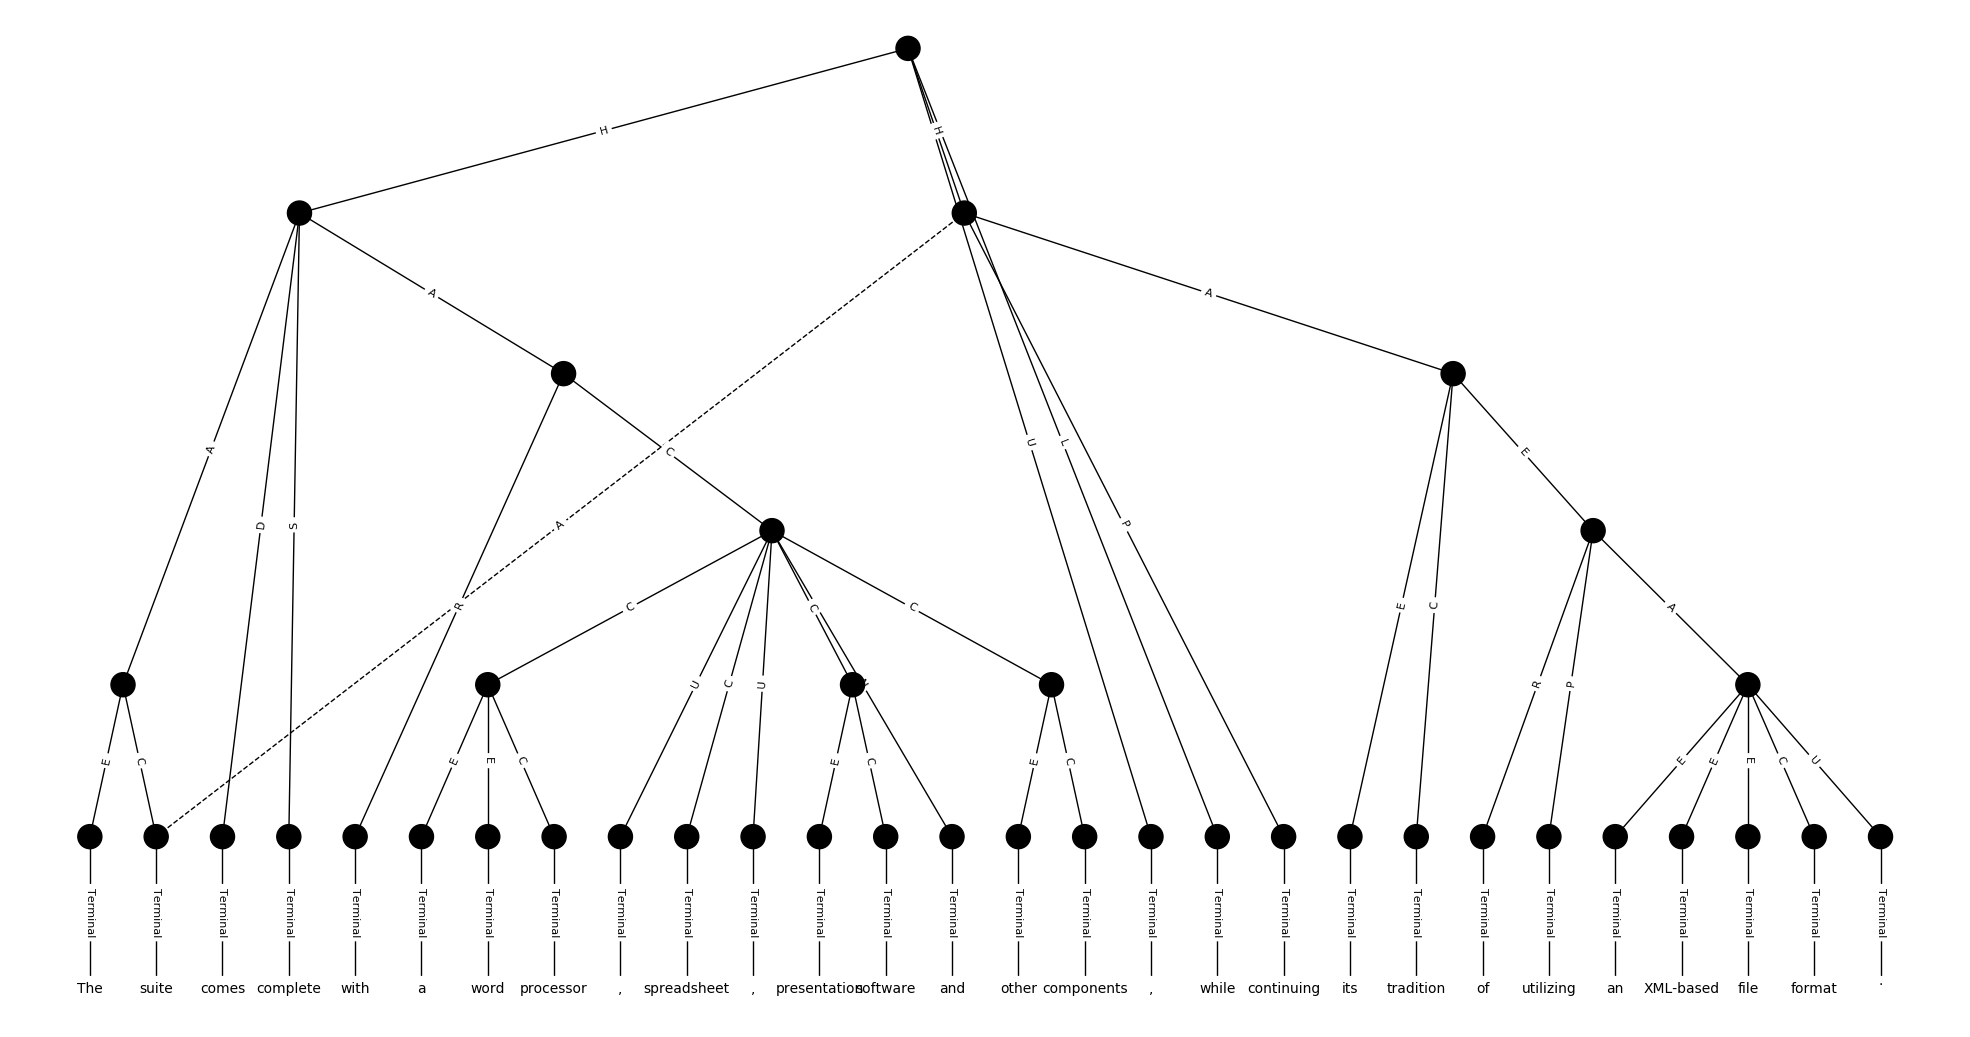 H H
A A
A D S C A U L P E C E
R C U C U C N C R P A
E C E E C E C E C E E E C U
Terminal Terminal Terminal Terminal Terminal Terminal Terminal Terminal Terminal Terminal Terminal Terminal Terminal Terminal Terminal Terminal Terminal Terminal Terminal Terminal Terminal Terminal Terminal Terminal Terminal Terminal Terminal Terminal
The suite comes complete with a word processor , spreadsheet , presentation software and other components , while continuing its tradition of utilizing an XML-based file format .